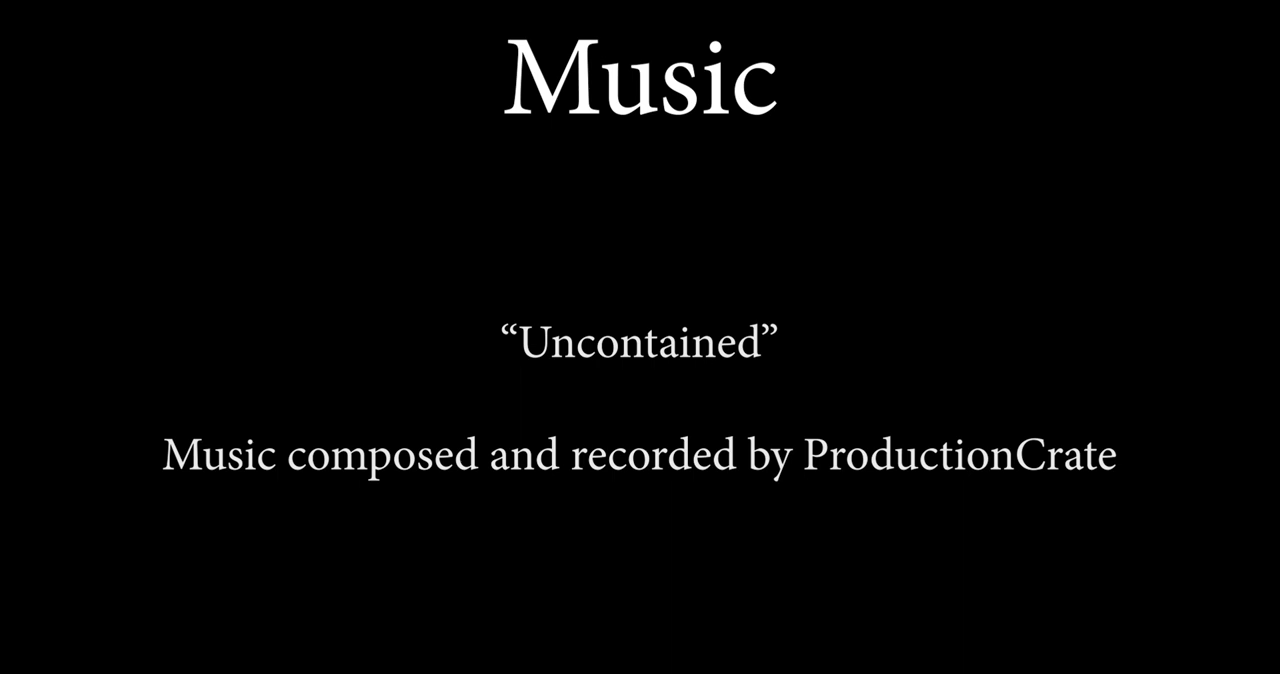 Music
“Uncontained”
Music composed and recorded by ProductionCrate